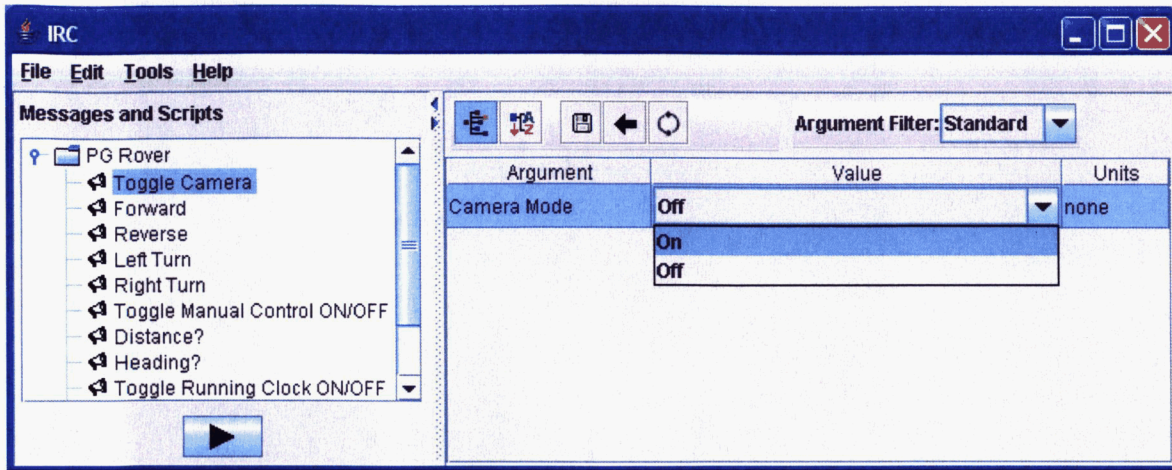 IRC
File Edit Tools Help
Messages and Scripts
PG Rover
Toggle Camera
Forward
Reverse
Left Turn
Right Turn
Toggle Manual Control ON/OFF
Distance?
Heading?
Toggle Running Clock ON/OFF
A
Z
Argument Filter: Standard
Argument Value Units
Camera Mode Off none
On
Off